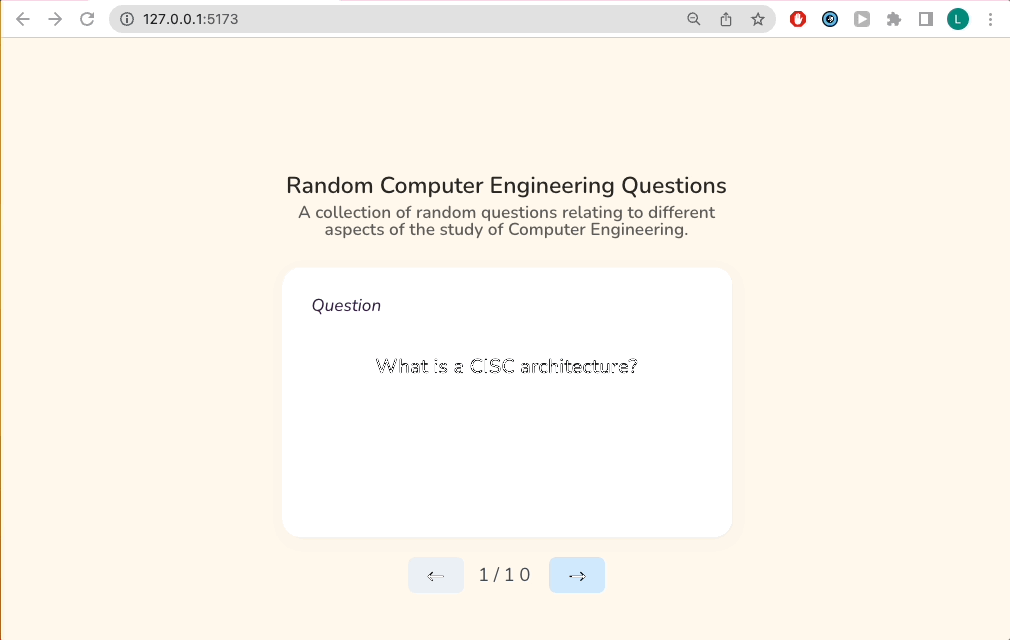 127.0.0.1:5173
L
Random Computer Engineering Questions
A collection of random questions relating to different
aspects of the study of Computer Engineering.
Question
What is a CISC architecture?
← 1 / 1 0 →